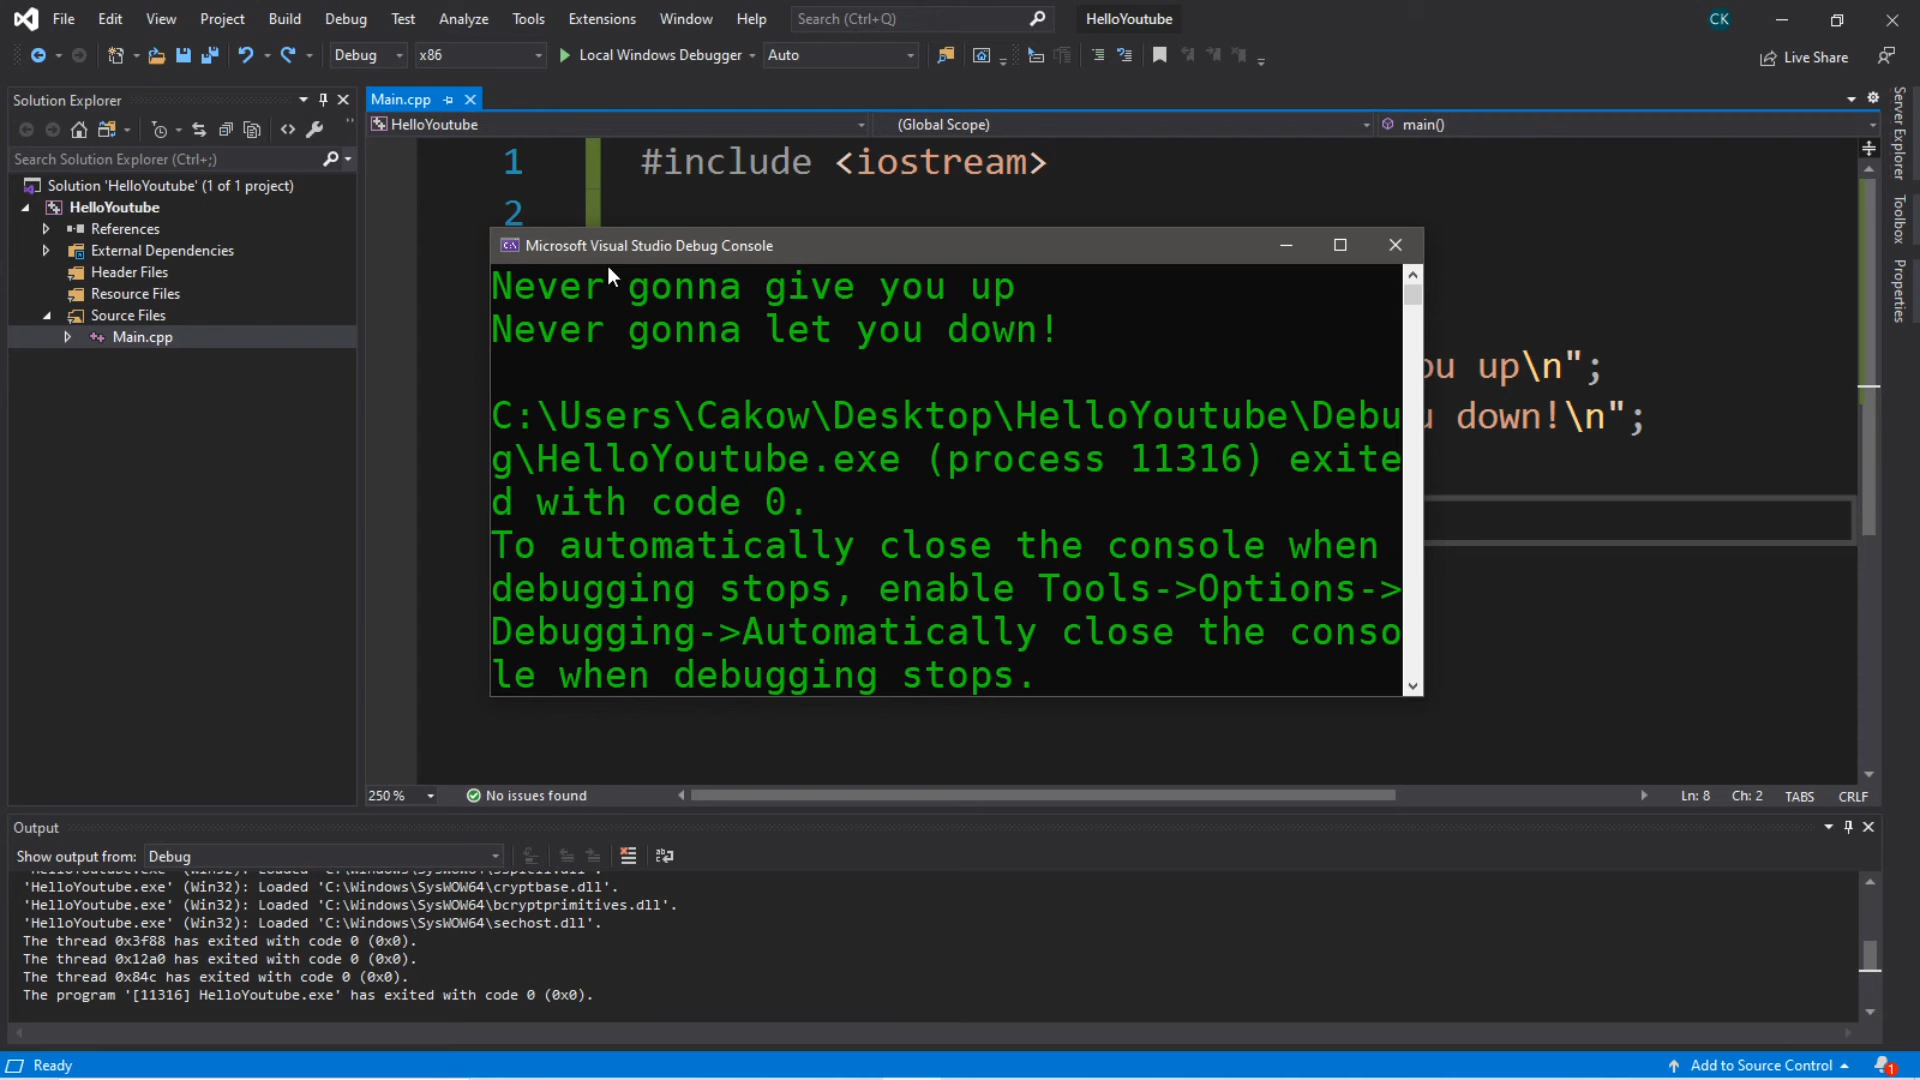 File Edit View Project Build Debug Test Analyze Tools Extensions Window Help Search (Ctrl+Q) HelloYoutube CK
Debug x86 Local Windows Debugger Auto Live Share
Solution Explorer
Search Solution Explorer (Ctrl+;)
Solution 'HelloYoutube' (1 of 1 project)
HelloYoutube
References
External Dependencies
Header Files
Resource Files
Source Files
Main.cpp
Main.cpp
HelloYoutube (Global Scope) main()
1 #include <iostream>
2
ou up\n";
down!\n";
Microsoft Visual Studio Debug Console
Never gonna give you up
Never gonna let you down!
C:\Users\Cakow\Desktop\HelloYoutube\Debu
g\HelloYoutube.exe (process 11316) exite
d with code 0.
To automatically close the console when
debugging stops, enable Tools->Options->
Debugging->Automatically close the conso
le when debugging stops.
250 % No issues found Ln: 8 Ch: 2 TABS CRLF
Server Explorer
Toolbox
Properties
Output
Show output from: Debug
'HelloYoutube.exe' (Win32): Loaded 'C:\Windows\SysWOW64\cryptbase.dll'.
'HelloYoutube.exe' (Win32): Loaded 'C:\Windows\SysWOW64\bcryptprimitives.dll'.
'HelloYoutube.exe' (Win32): Loaded 'C:\Windows\SysWOW64\sechost.dll'.
The thread 0x3f88 has exited with code 0 (0x0).
The thread 0x12a0 has exited with code 0 (0x0).
The thread 0x84c has exited with code 0 (0x0).
The program '[11316] HelloYoutube.exe' has exited with code 0 (0x0).
Ready Add to Source Control 1